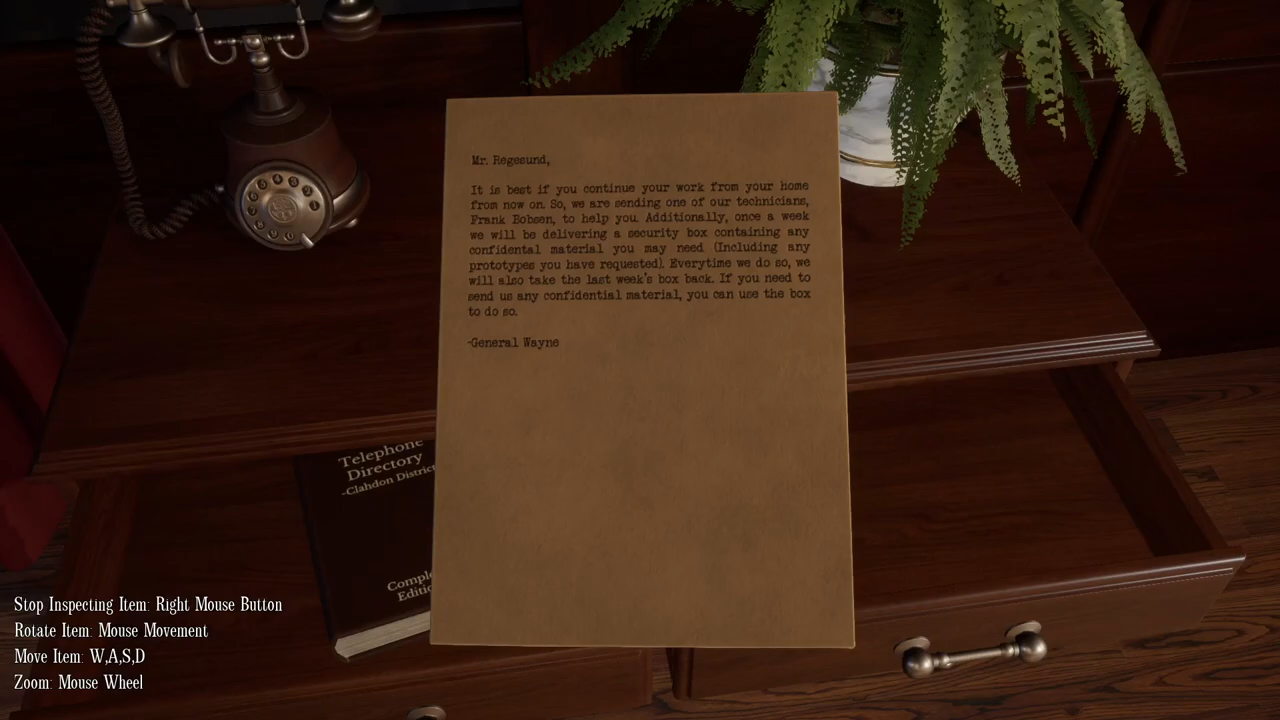 Mr. Regesund,
It is best if you continue your work from your home
from now on. So, we are sending one of our technicians,
Frank Bobsen, to help you. Additionally, once a week
we will be delivering a security box containing any
confidental material you may need (Including any
prototypes you have requested). Everytime we do so, we
will also take the last week's box back. If you need to
send us any confidential material, you can use the box
to do so.
-General Wayne
Telephone
Directory
-Clahdon District
Comple
Editio
Stop Inspecting Item: Right Mouse Button
Rotate Item: Mouse Movement
Move Item: W,A,S,D
Zoom: Mouse Wheel